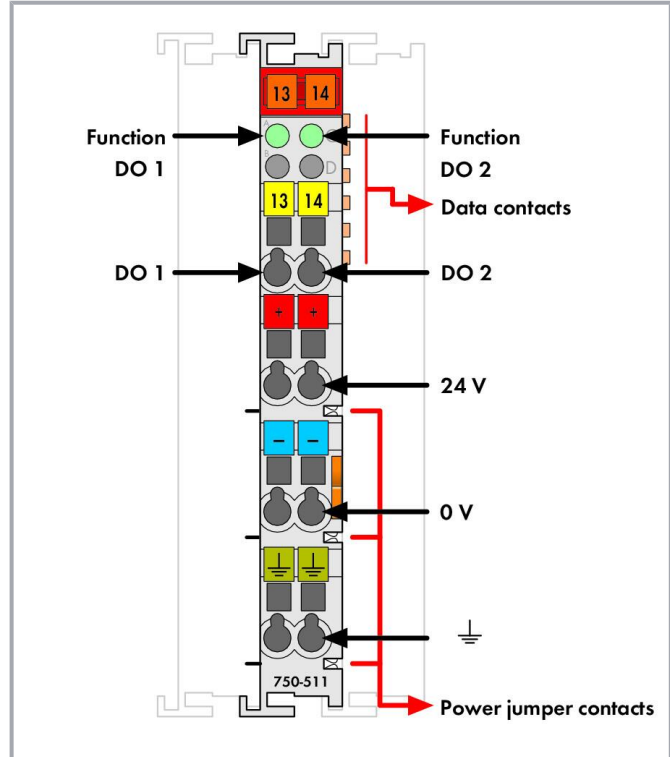 13 14
Function
DO 1
A
C
Function
DO 2
B
D
13 14
Data contacts
DO 1
DO 2
+ +
24 V
− −
0 V
750-511
Power jumper contacts